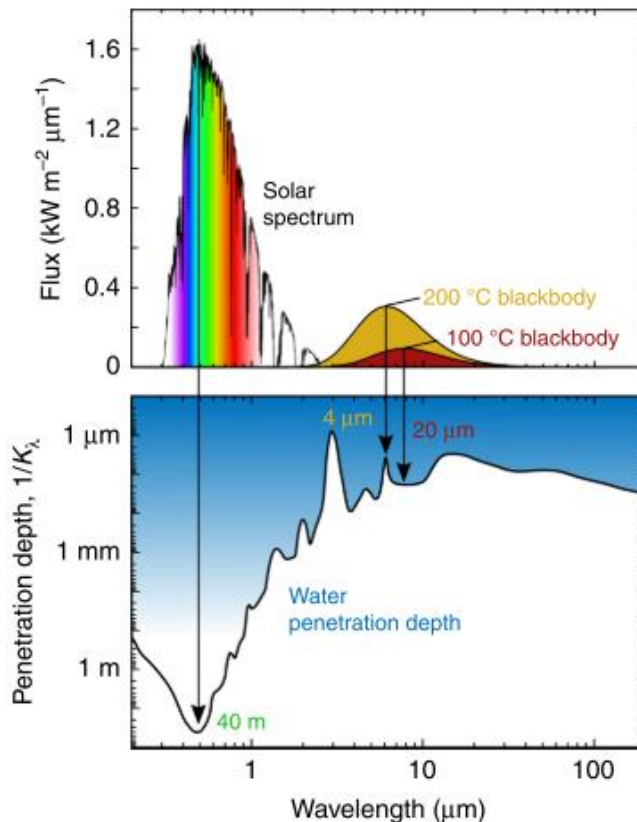 1.6
1.2
0.8
0.4
0
Flux (kW m⁻² μm⁻¹)
Solar
spectrum
200 °C blackbody
100 °C blackbody
4 μm
20 μm
1 μm
1 mm
1 m
Penetration depth, 1/Kλ
Water
penetration depth
40 m
1
10
100
Wavelength (μm)